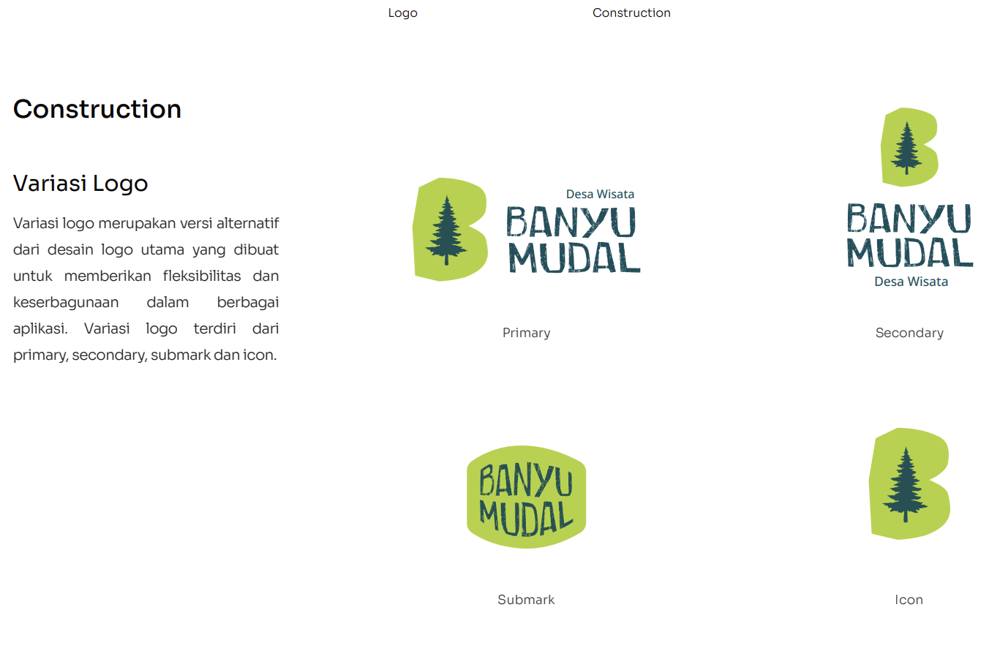 Logo
Construction
Construction
Variasi Logo
Variasi logo merupakan versi alternatif
dari desain logo utama yang dibuat
untuk memberikan fleksibilitas dan
keserbagunaan dalam berbagai
aplikasi. Variasi logo terdiri dari
primary, secondary, submark dan icon.
Desa Wisata
BANYU
MUDAL
Primary
BANYU
MUDAL
Desa Wisata
Secondary
BANYU
MUDAL
Submark
B
Icon